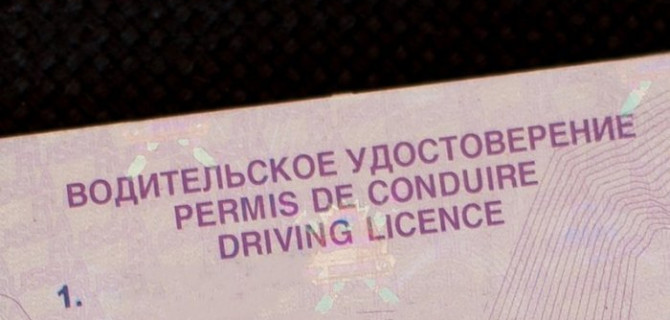 ВОДИТЕЛЬСКОЕ УДОСТОВЕРЕНИЕ
PERMIS DE CONDUIRE
DRIVING LICENCE
1.